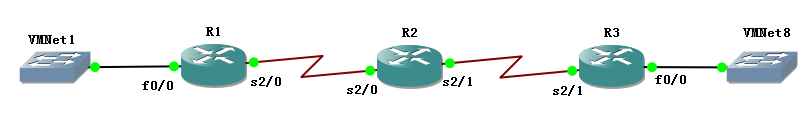 VMNet1
R1
R2
R3
VMNet8
f0/0
s2/0
s2/0
s2/1
s2/1
f0/0